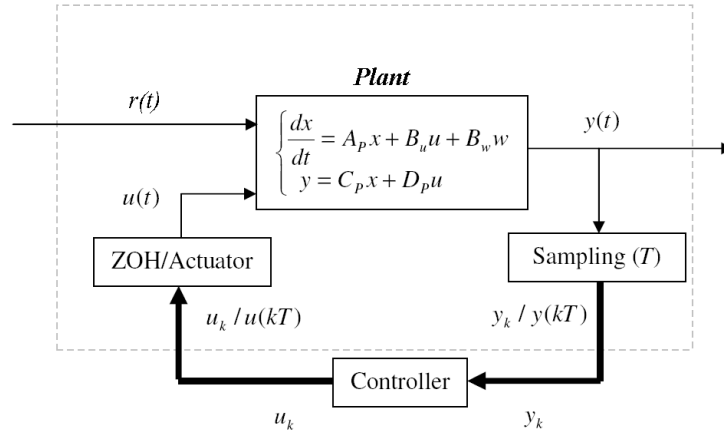 Plant
r(t)
dx/dt = A_P x + B_u u + B_w w
y = C_P x + D_P u
y(t)
u(t)
ZOH/Actuator
Sampling (T)
u_k / u(kT)
y_k / y(kT)
Controller
u_k
y_k